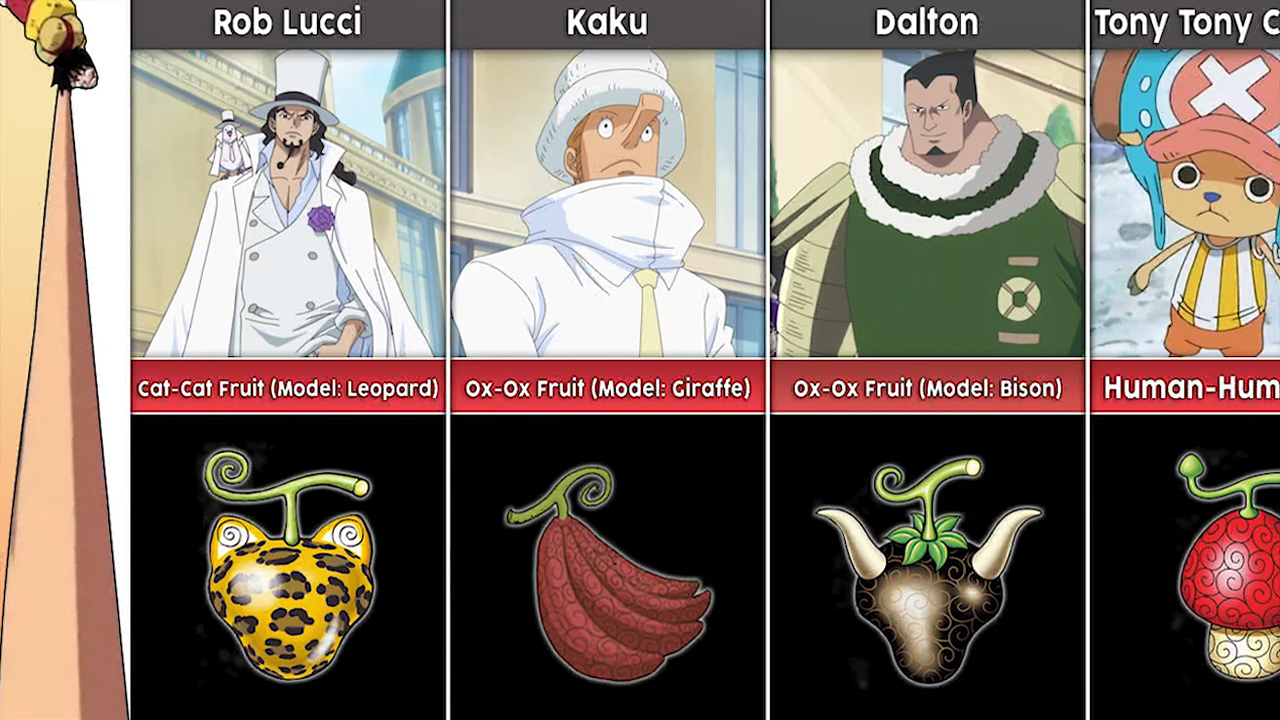 Rob Lucci
Kaku
Dalton
Tony Tony C
Cat-Cat Fruit (Model: Leopard)
Ox-Ox Fruit (Model: Giraffe)
Ox-Ox Fruit (Model: Bison)
Human-Hum